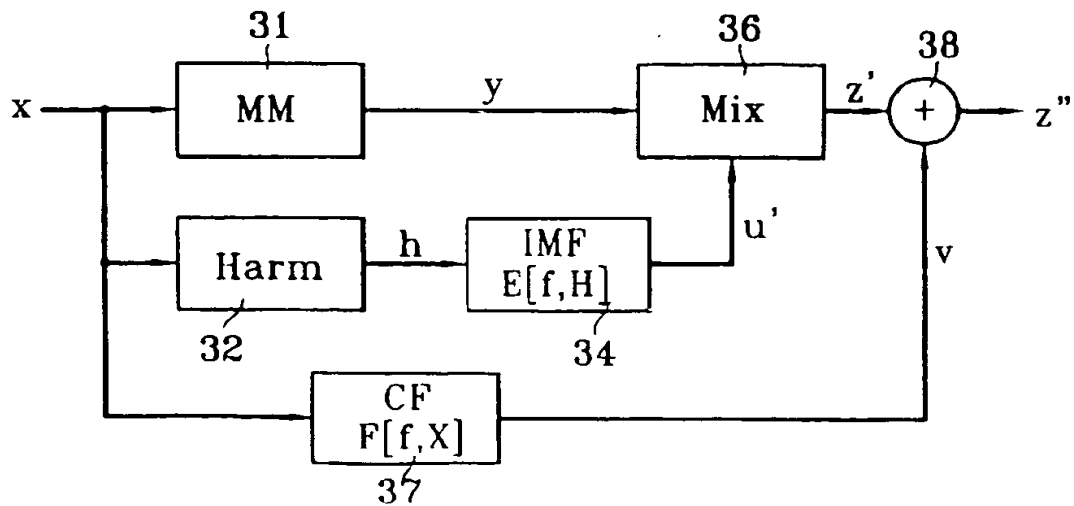 31
36
38
x
MM
y
Mix
z'
+
z"
Harm
h
IMF
E[f,H]
u'
v
32
34
CF
F[f,X]
37